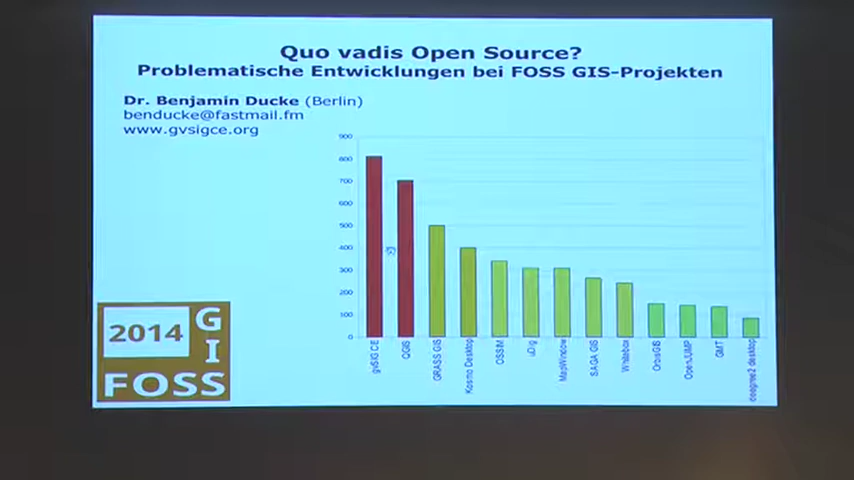 Quo vadis Open Source?
Problematische Entwicklungen bei FOSS GIS-Projekten
Dr. Benjamin Ducke (Berlin)
benducke@fastmail.fm
www.gvsigce.org
900
800
700
600
500
400
300
200
100
0
gvSIG CE
QGIS
GRASS GIS
Kosmo Desktop
OSSIM
uDig
MapWindow
SAGA GIS
Whitebox
OrbisGIS
OpenJUMP
GMT
deegree2 desktop
2014
GIS
FOSS